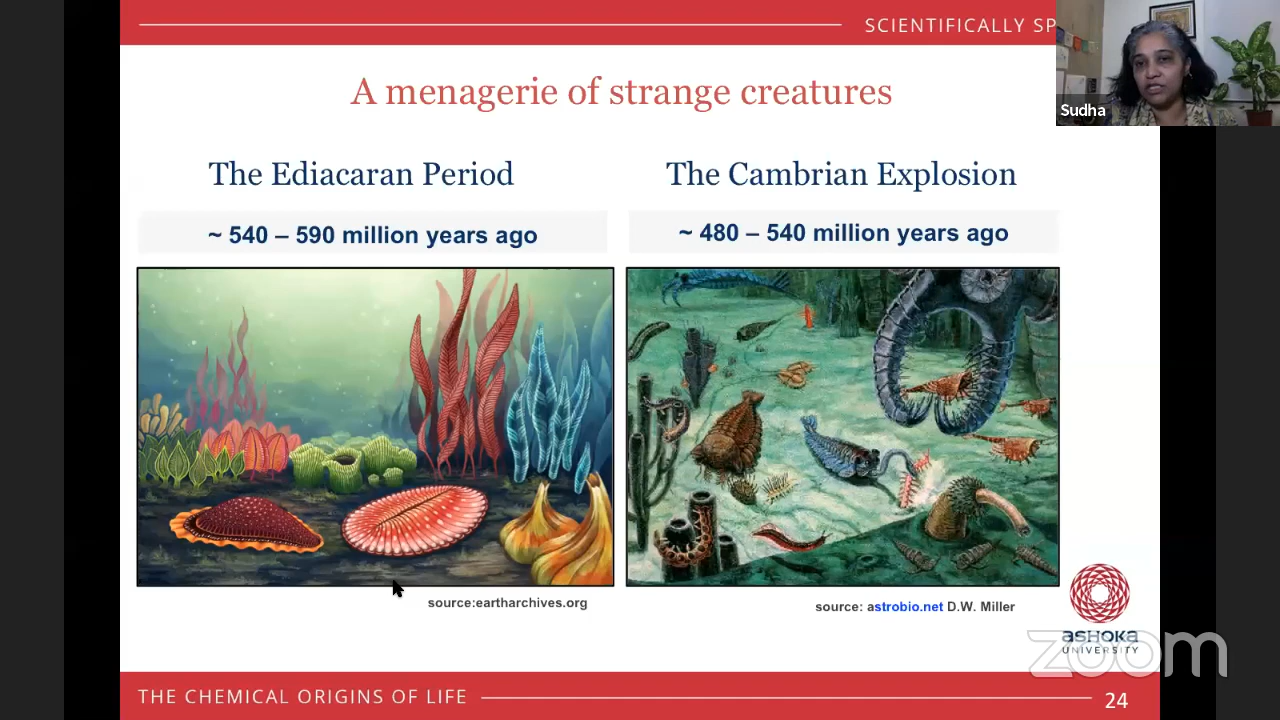 SCIENTIFICALLY SP
Sudha
A menagerie of strange creatures
The Ediacaran Period
The Cambrian Explosion
~ 540 – 590 million years ago
~ 480 – 540 million years ago
source:eartharchives.org
source: astrobio.net D.W. Miller
ASHOKA
UNIVERSITY
zoom
THE CHEMICAL ORIGINS OF LIFE
24